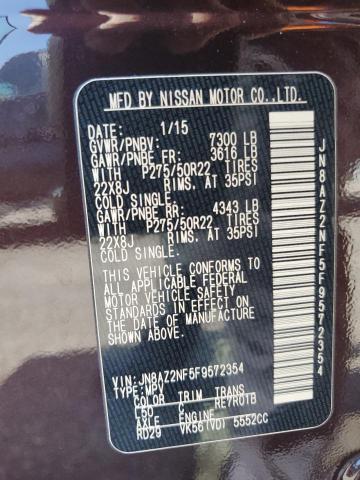 MFD BY NISSAN MOTOR CO.,LTD.
DATE: 1/15
GVWR/PNBV: 7300 LB
GAWR/PNBE FR: 3616 LB
WITH P275/50R22 TIRES
22X8J RIMS. AT 35PSI
COLD SINGLE.
GAWR/PNBE RR: 4343 LB
WITH P275/50R22 TIRES
22X8J RIMS. AT 35PSI
COLD SINGLE.
THIS VEHICLE CONFORMS TO
ALL APPLICABLE FEDERAL
MOTOR VEHICLE SAFETY
STANDARDS IN EFFECT ON
THE DATE OF MANUFACTURE
SHOWN ABOVE.
VIN: JN8AZ2NF5F9572354
TYPE: MPV
COLOR TRIM TRANS
L50 C RE7R01B
AXLE ENGINE
RD29 VK56(VD) 5552CC
JN8AZ2NF5F9572354